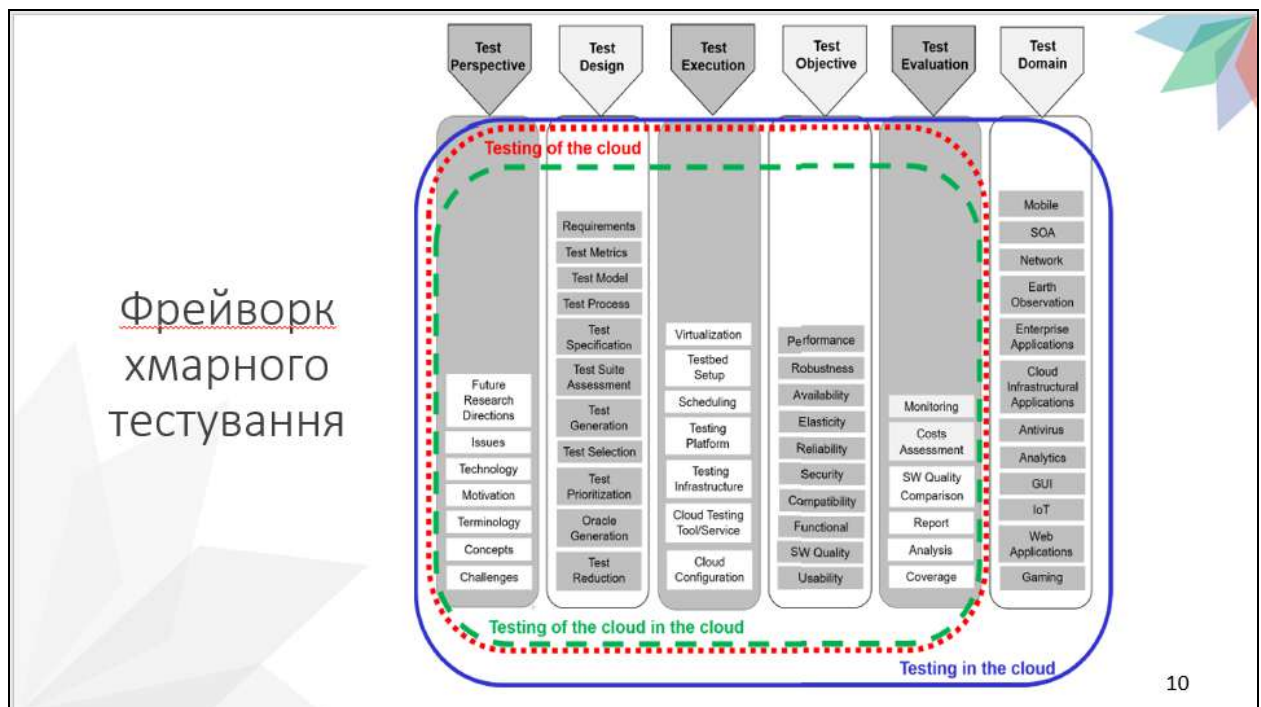 Фрейворк
хмарного
тестування
Test
Perspective
Test
Design
Test
Execution
Test
Objective
Test
Evaluation
Test
Domain
Testing of the cloud
Future
Research
Directions
Issues
Technology
Motivation
Terminology
Concepts
Challenges
Requirements
Test Metrics
Test Model
Test Process
Test
Specification
Test Suite
Assessment
Test
Generation
Test Selection
Test
Prioritization
Oracle
Generation
Test
Reduction
Virtualization
Testbed
Setup
Scheduling
Testing
Platform
Testing
Infrastructure
Cloud Testing
Tool/Service
Cloud
Configuration
Performance
Robustness
Availability
Elasticity
Reliability
Security
Compatibility
Functional
SW Quality
Usability
Monitoring
Costs
Assessment
SW Quality
Comparison
Report
Analysis
Coverage
Mobile
SOA
Network
Earth
Observation
Enterprise
Applications
Cloud
Infrastructural
Applications
Antivirus
Analytics
GUI
IoT
Web
Applications
Gaming
Testing of the cloud in the cloud
Testing in the cloud
10